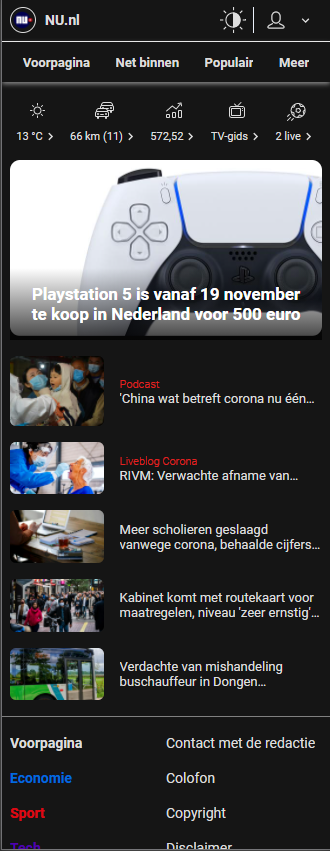 NU.nl
Voorpagina Net binnen Populair Meer
13 °C 66 km (11) 572,52 TV-gids 2 live
Playstation 5 is vanaf 19 november
te koop in Nederland voor 500 euro
Podcast
'China wat betreft corona nu één...
Liveblog Corona
RIVM: Verwachte afname van...
Meer scholieren geslaagd
vanwege corona, behaalde cijfers...
Kabinet komt met routekaart voor
maatregelen, niveau 'zeer ernstig'...
Verdachte van mishandeling
buschauffeur in Dongen...
Voorpagina Contact met de redactie
Economie Colofon
Sport Copyright
Tech Disclaimer